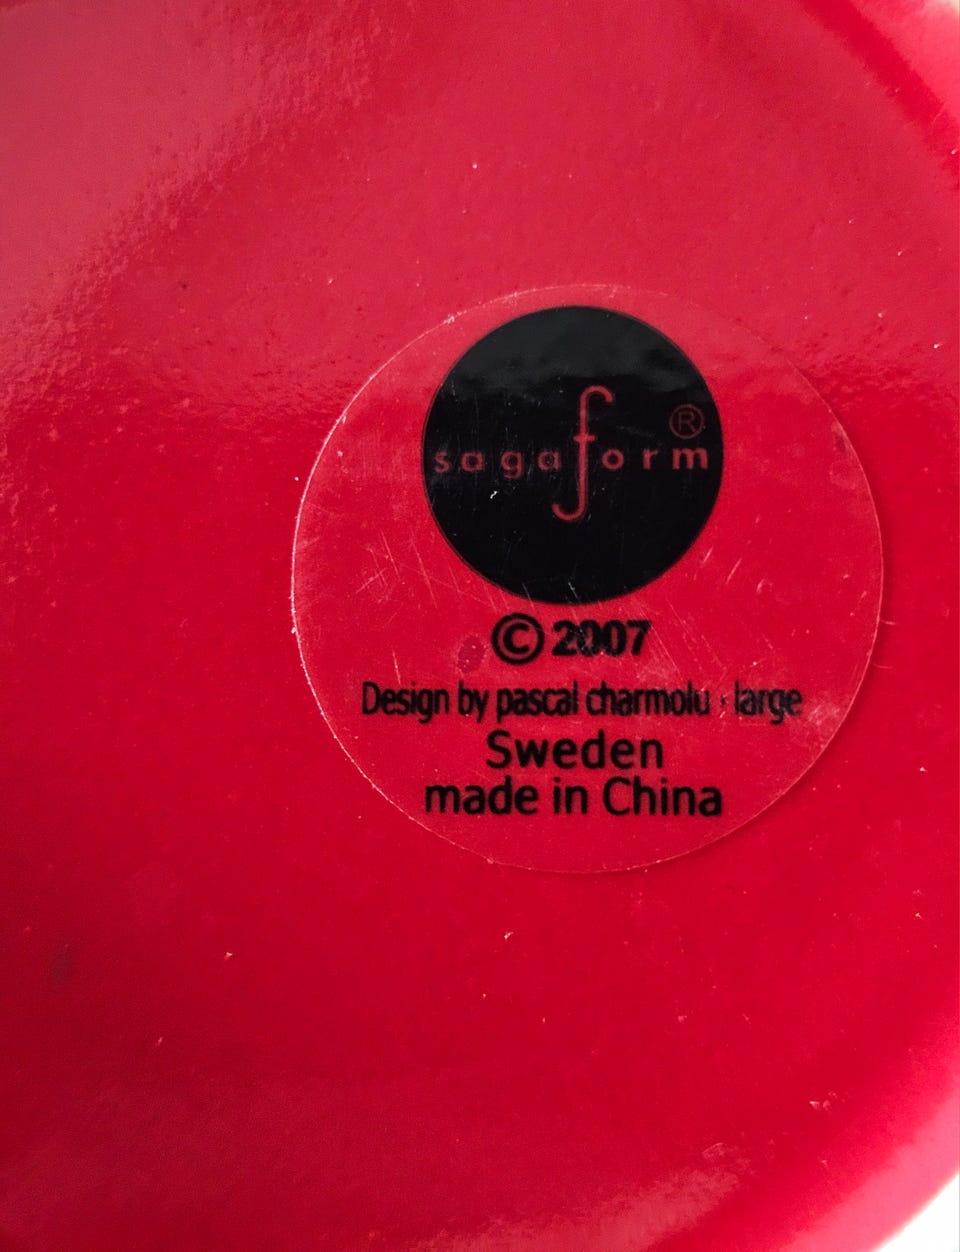 sagaform ®
© 2007
Design by pascal charmolu · large
Sweden
made in China